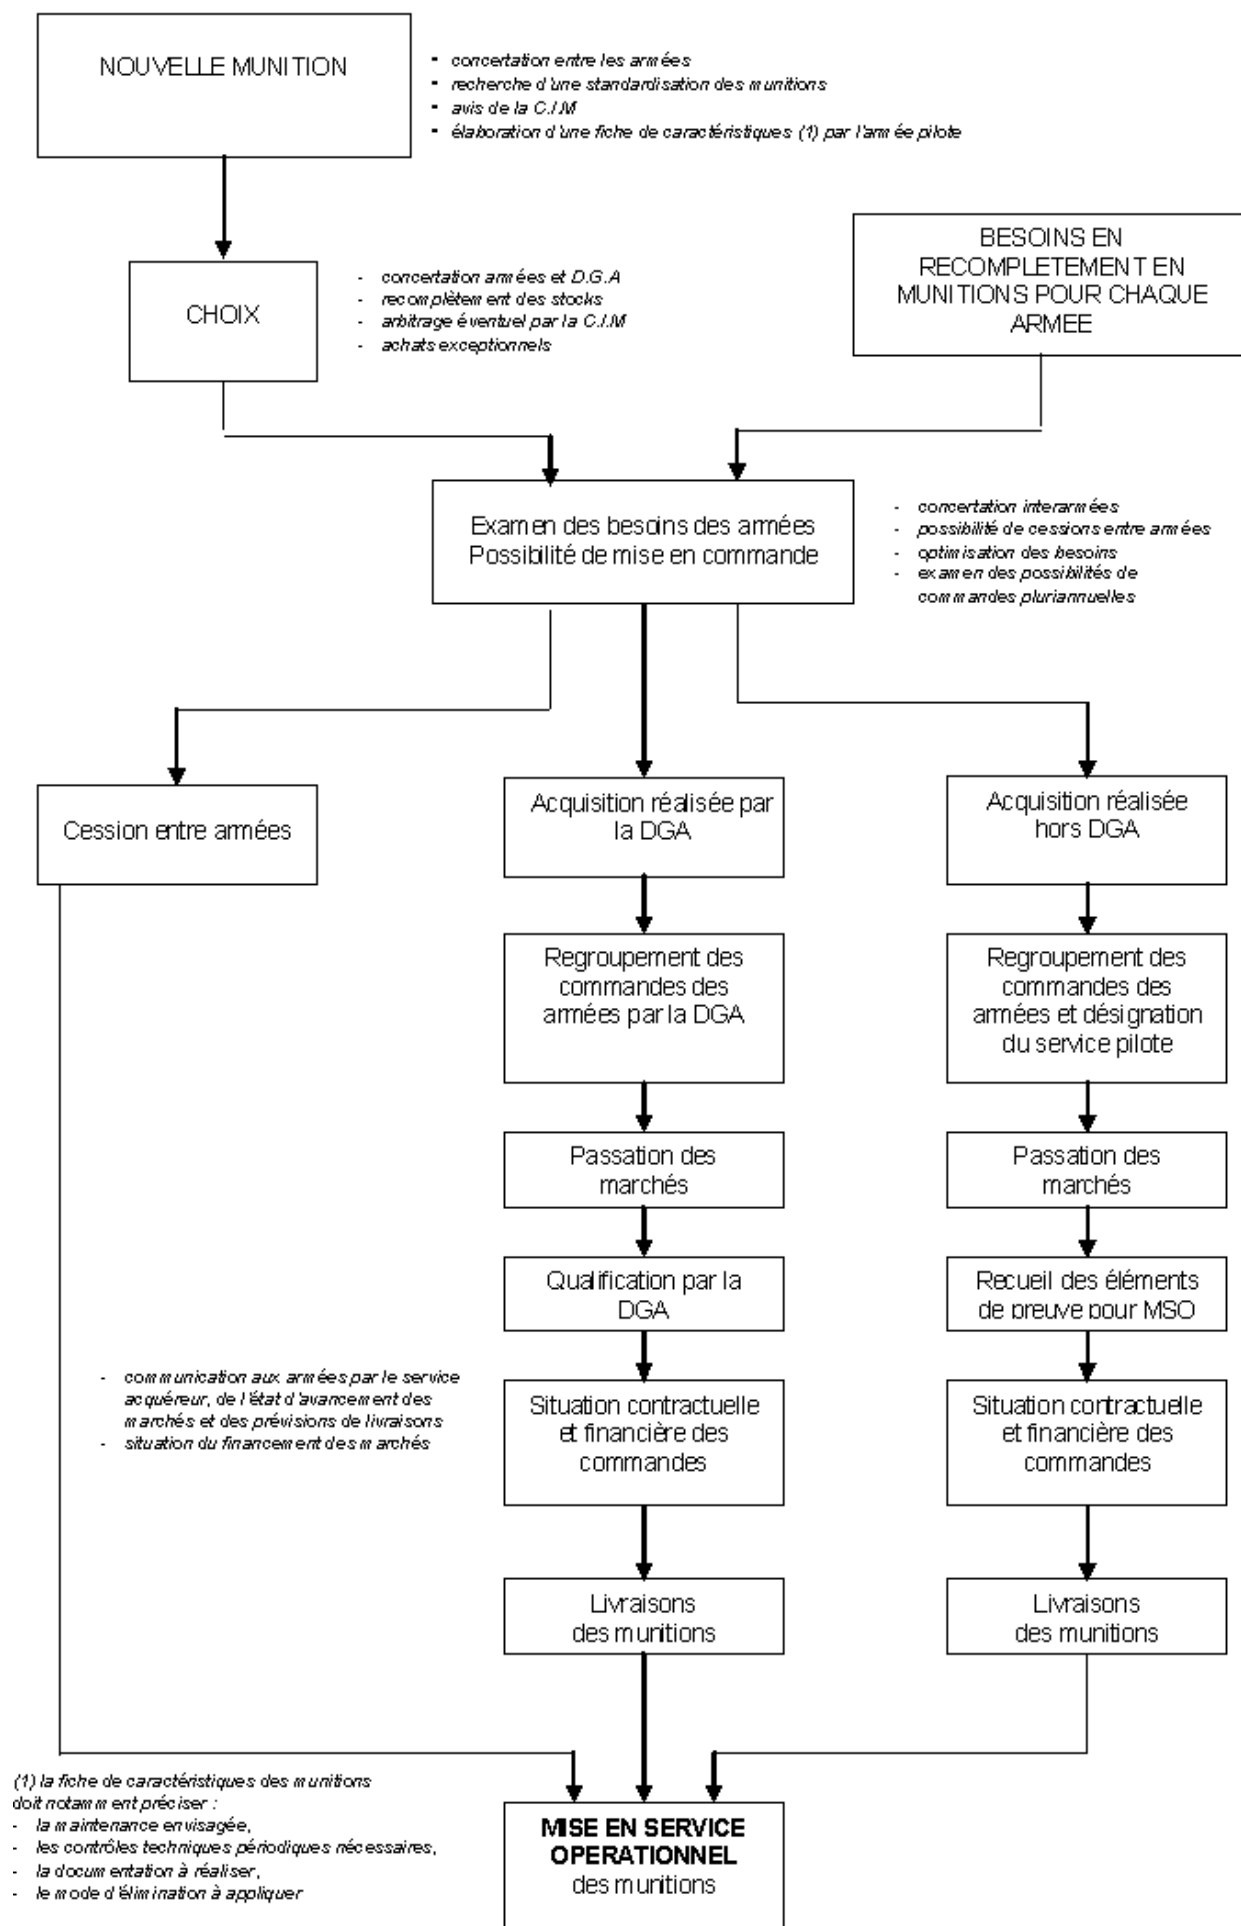 NOUVELLE MUNITION
▪ concertation entre les armées
▪ recherche d'une standardisation des munitions
▪ avis de la C.I.M
▪ élaboration d'une fiche de caractéristiques (1) par l'armée pilote
CHOIX
- concertation armées et D.G.A
- recomplètement des stocks
- arbitrage éventuel par la C.I.M
- achats exceptionnels
BESOINS EN
RECOMPLETEMENT EN
MUNITIONS POUR CHAQUE
ARMEE
Examen des besoins des armées
Possibilité de mise en commande
- concertation interarmées
- possibilité de cessions entre armées
- optimisation des besoins
- examen des possibilités de
commandes pluriannuelles
Cession entre armées
Acquisition réalisée par
la DGA
Acquisition réalisée
hors DGA
Regroupement des
commandes des
armées par la DGA
Regroupement des
commandes des
armées et désignation
du service pilote
Passation des
marchés
Passation des
marchés
Qualification par la
DGA
Recueil des éléments
de preuve pour MSO
- communication aux armées par le service
acquéreur, de l'état d'avancement des
marchés et des prévisions de livraisons
- situation du financement des marchés
Situation contractuelle
et financière des
commandes
Situation contractuelle
et financière des
commandes
Livraisons
des munitions
Livraisons
des munitions
(1) la fiche de caractéristiques des munitions
doit notamment préciser :
- la maintenance envisagée,
- les contrôles techniques périodiques nécessaires,
- la documentation à réaliser,
- le mode d'élimination à appliquer
MISE EN SERVICE
OPERATIONNEL
des munitions